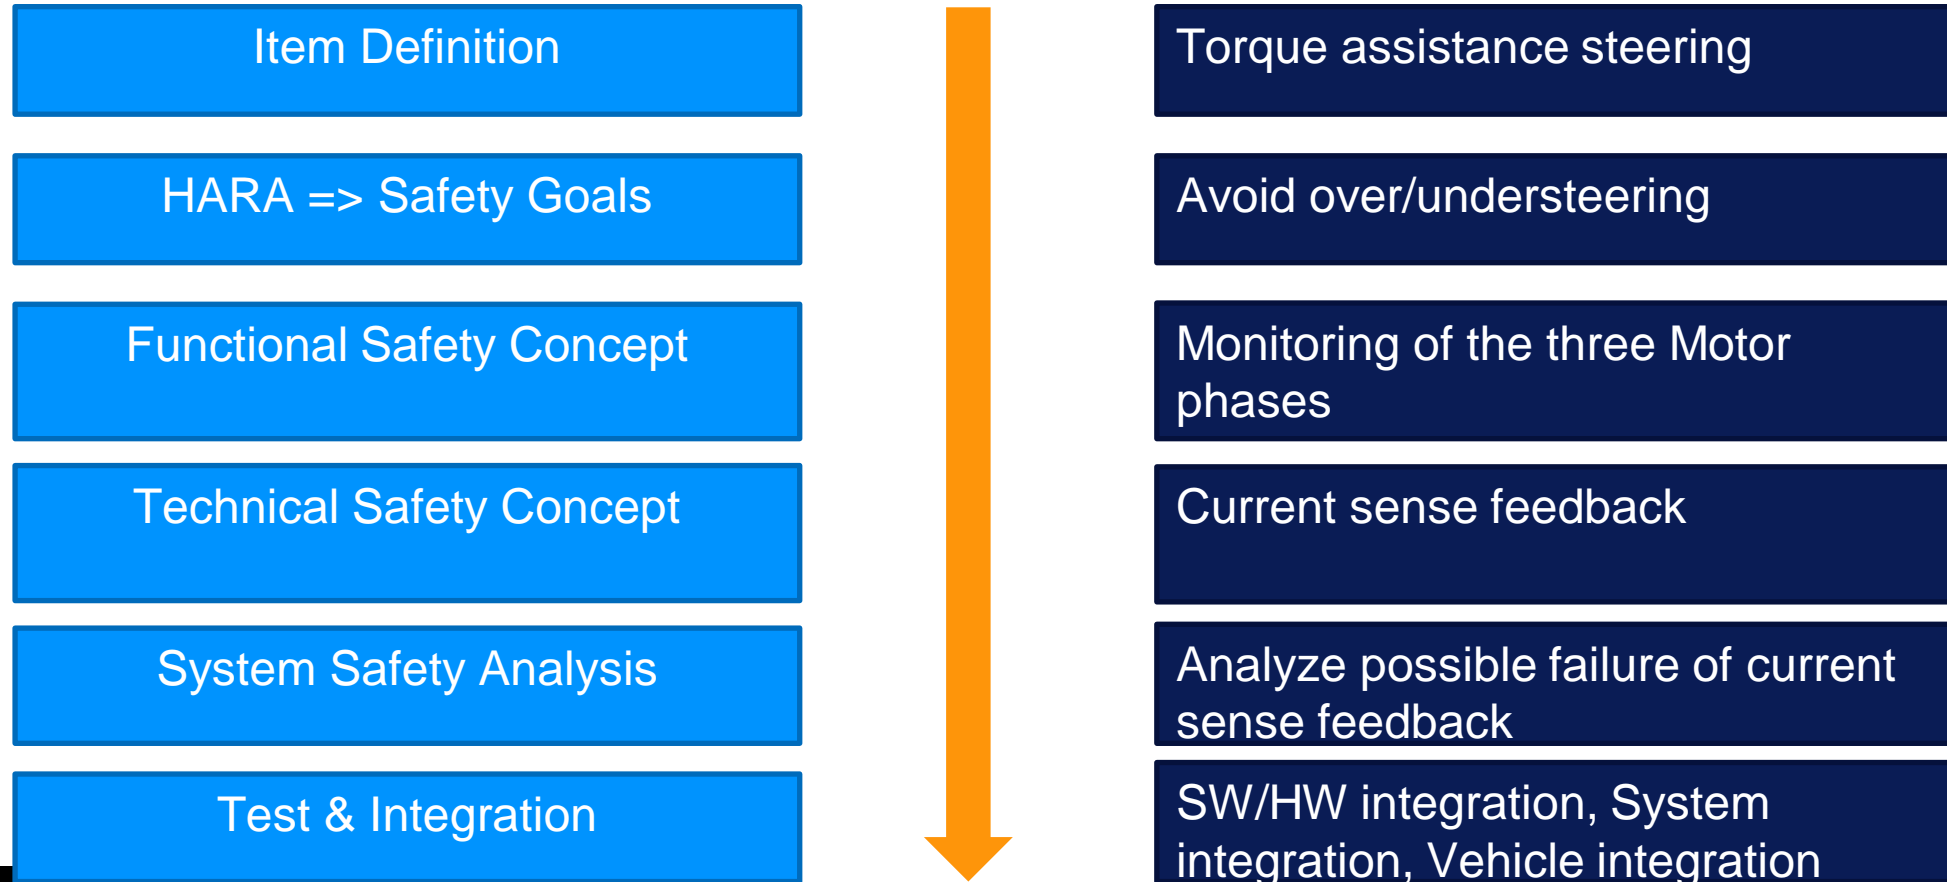 Item Definition
Torque assistance steering
HARA => Safety Goals
Avoid over/understeering
Functional Safety Concept
Monitoring of the three Motor
phases
Technical Safety Concept
Current sense feedback
System Safety Analysis
Analyze possible failure of current
sense feedback
Test & Integration
SW/HW integration, System
integration, Vehicle integration